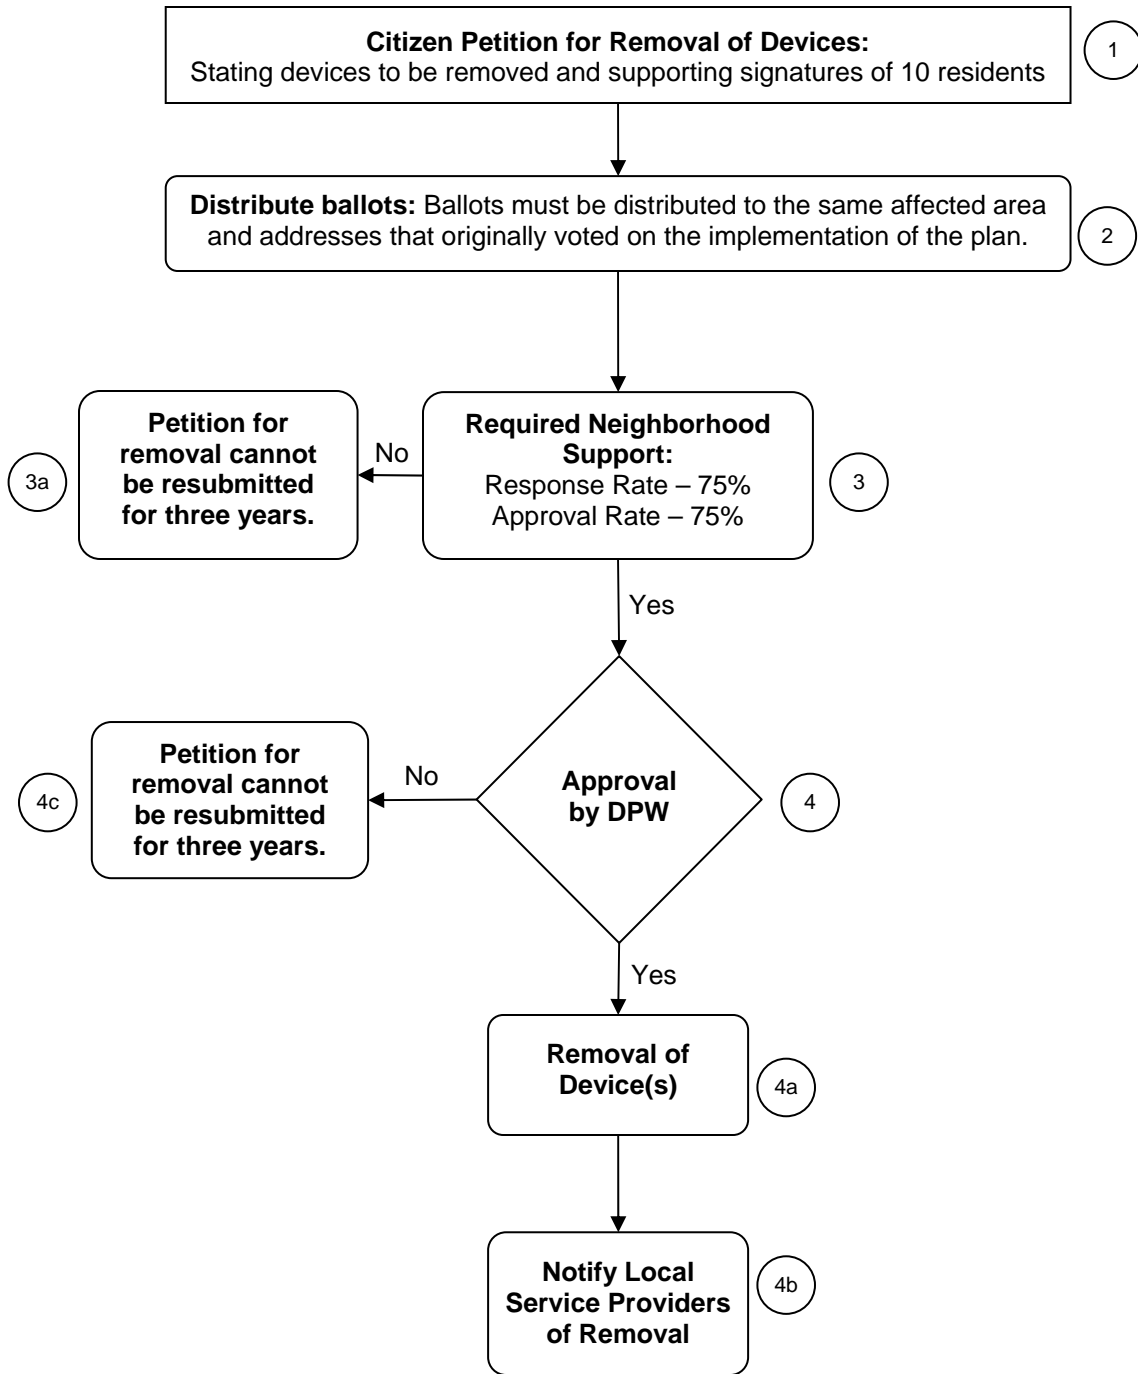 Citizen Petition for Removal of Devices:
Stating devices to be removed and supporting signatures of 10 residents
1
Distribute ballots: Ballots must be distributed to the same affected area
and addresses that originally voted on the implementation of the plan.
2
Petition for
removal cannot
be resubmitted
for three years.
3a
No
Required Neighborhood
Support:
Response Rate – 75%
Approval Rate – 75%
3
Yes
Petition for
removal cannot
be resubmitted
for three years.
4c
No
Approval
by DPW
4
Yes
Removal of
Device(s)
4a
Notify Local
Service Providers
of Removal
4b